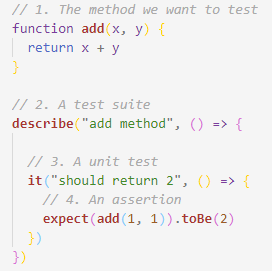 // 1. The method we want to test
function add(x, y) {
  return x + y
}

// 2. A test suite
describe("add method", () => {

  // 3. A unit test
  it("should return 2", () => {
    // 4. An assertion
    expect(add(1, 1)).toBe(2)
  })
})